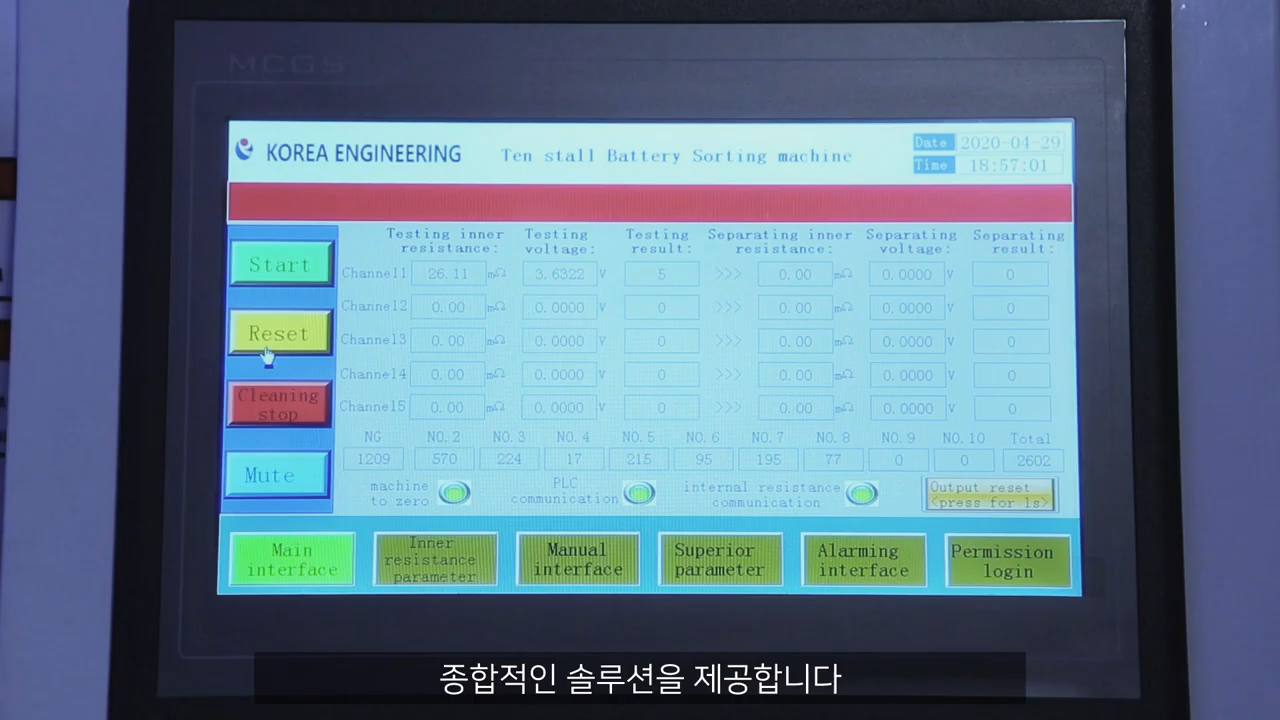 MCGS
KOREA ENGINEERING
Ten stall Battery Sorting machine
Date 2020-04-29
Time 18:57:01
Start
Reset
Cleaning
stop
Mute
Testing inner resistance: Testing voltage: Testing result: Separating inner resistance: Separating voltage: Separating result:
Channel1 26.11 mΩ 3.6322 V 5 >>> 0.00 mΩ 0.0000 V 0
Channel2 0.00 mΩ 0.0000 V 0 >>> 0.00 mΩ 0.0000 V 0
Channel3 0.00 mΩ 0.0000 V 0 >>> 0.00 mΩ 0.0000 V 0
Channel4 0.00 mΩ 0.0000 V 0 >>> 0.00 mΩ 0.0000 V 0
Channel5 0.00 mΩ 0.0000 V 0 >>> 0.00 mΩ 0.0000 V 0
NG NO.2 NO.3 NO.4 NO.5 NO.6 NO.7 NO.8 NO.9 NO.10 Total
1209 570 224 17 215 95 195 77 0 0 2602
machine
to zero
PLC
communication
internal resistance
communication
Output reset
<press for 1s>
Main
interface
Inner
resistance
parameter
Manual
interface
Superior
parameter
Alarming
interface
Permission
login
종합적인 솔루션을 제공합니다